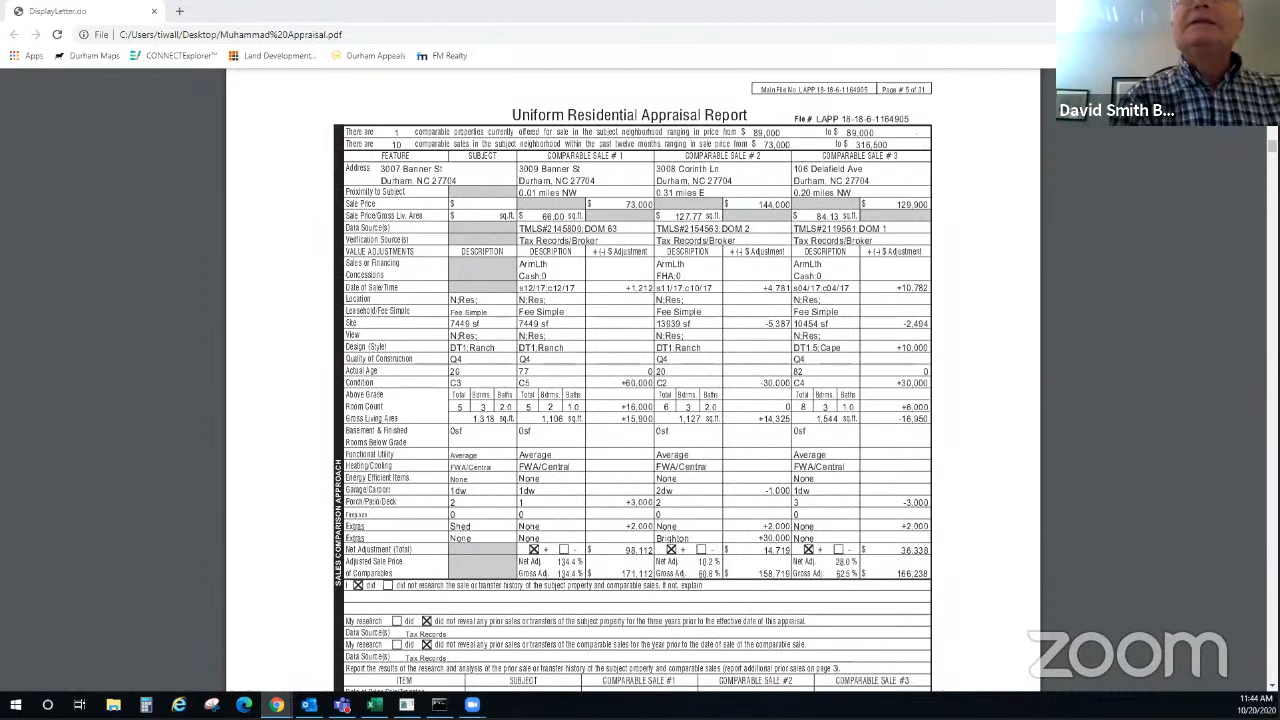 DisplayLetter.do
File | C:/Users/tiwall/Desktop/Muhammad%20Appraisal.pdf
Apps Durham Maps CONNECTExplorer™ Land Development... Durham Appeals FM Realty
David Smith B...
Main File No. LAPP 18-18-6-1164905 Page # 5 of 31
Uniform Residential Appraisal Report File # LAPP 18-18-6-1164905
There are 1 comparable properties currently offered for sale in the subject neighborhood ranging in price from $ 89,000 to $ 89,000 .
There are 10 comparable sales in the subject neighborhood within the past twelve months ranging in sale price from $ 73,000 to $ 316,500 .
FEATURE SUBJECT COMPARABLE SALE # 1 COMPARABLE SALE # 2 COMPARABLE SALE # 3
Address 3007 Banner St 3009 Banner St 3008 Corinth Ln 106 Delafield Ave
Durham, NC 27704 Durham, NC 27704 Durham, NC 27704 Durham, NC 27704
Proximity to Subject 0.01 miles NW 0.31 miles E 0.20 miles NW
Sale Price $ $ 73,000 $ 144,000 $ 129,900
Sale Price/Gross Liv. Area $ sq.ft. $ 66.00 sq.ft. $ 127.77 sq.ft. $ 84.13 sq.ft.
Data Source(s) TMLS#2145800;DOM 63 TMLS#2154563;DOM 2 TMLS#2119561;DOM 1
Verification Source(s) Tax Records/Broker Tax Records/Broker Tax Records/Broker
VALUE ADJUSTMENTS DESCRIPTION DESCRIPTION +(-) $ Adjustment DESCRIPTION +(-) $ Adjustment DESCRIPTION +(-) $ Adjustment
Sales or Financing ArmLth ArmLth ArmLth
Concessions Cash;0 FHA;0 Cash;0
Date of Sale/Time s12/17;c12/17 +1,212 s11/17;c10/17 +4,781 s04/17;c04/17 +10,782
Location N;Res; N;Res; N;Res; N;Res;
Leasehold/Fee Simple Fee Simple Fee Simple Fee Simple Fee Simple
Site 7449 sf 7449 sf 13939 sf -5,387 10454 sf -2,494
View N;Res; N;Res; N;Res; N;Res;
Design (Style) DT1;Ranch DT1;Ranch DT1;Ranch DT1.5;Cape +10,000
Quality of Construction Q4 Q4 Q4 Q4
Actual Age 20 77 0 20 82 0
Condition C3 C5 +60,000 C2 -30,000 C4 +30,000
Above Grade Total Bdrms. Baths Total Bdrms. Baths Total Bdrms. Baths Total Bdrms. Baths
Room Count 5 3 2.0 5 2 1.0 +16,000 6 3 2.0 0 8 3 1.0 +6,000
Gross Living Area 1,318 sq.ft. 1,106 sq.ft. +15,900 1,127 sq.ft. +14,325 1,544 sq.ft. -16,950
Basement & Finished 0sf 0sf 0sf 0sf
Rooms Below Grade
Functional Utility Average Average Average Average
Heating/Cooling FWA/Central FWA/Central FWA/Central FWA/Central
Energy Efficient Items None None None None
Garage/Carport 1dw 1dw 2dw -1,000 1dw
Porch/Patio/Deck 2 1 +3,000 2 3 -3,000
Fireplace 0 0 0 0
Extras Shed None +2,000 None +2,000 None +2,000
Extras None None Brighton +30,000 None
Net Adjustment (Total) + - $ 98,112 + - $ 14,719 + - $ 36,338
Adjusted Sale Price Net Adj. 134.4 % Net Adj. 10.2 % Net Adj. 28.0 %
of Comparables Gross Adj. 134.4 % $ 171,112 Gross Adj. 60.8 % $ 158,719 Gross Adj. 62.5 % $ 166,238
SALES COMPARISON APPROACH
I did did not research the sale or transfer history of the subject property and comparable sales. If not, explain
My research did did not reveal any prior sales or transfers of the subject property for the three years prior to the effective date of this appraisal.
Data Source(s) Tax Records
My research did did not reveal any prior sales or transfers of the comparable sales for the year prior to the date of sale of the comparable sale.
Data Source(s) Tax Records
Report the results of the research and analysis of the prior sale or transfer history of the subject property and comparable sales (report additional prior sales on page 3).
ITEM SUBJECT COMPARABLE SALE #1 COMPARABLE SALE #2 COMPARABLE SALE #3
zoom
11:44 AM
10/20/2020